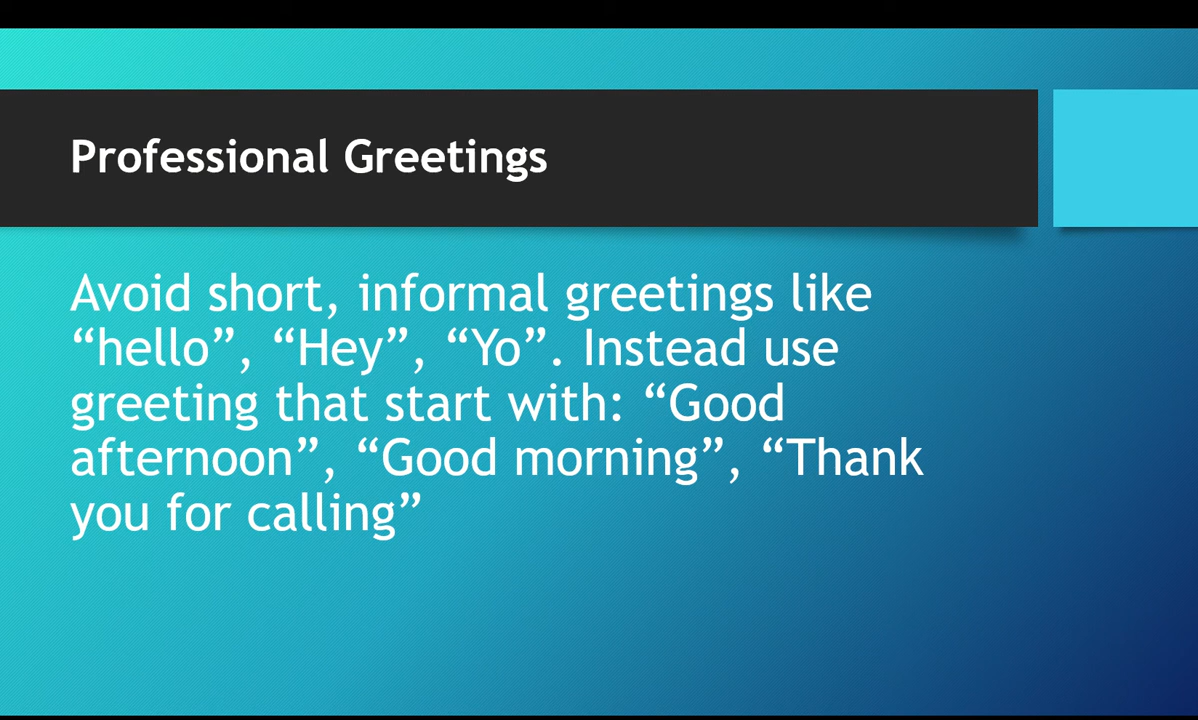 Professional Greetings
Avoid short, informal greetings like
“hello”, “Hey”, “Yo”. Instead use
greeting that start with: “Good
afternoon”, “Good morning”, “Thank
you for calling”